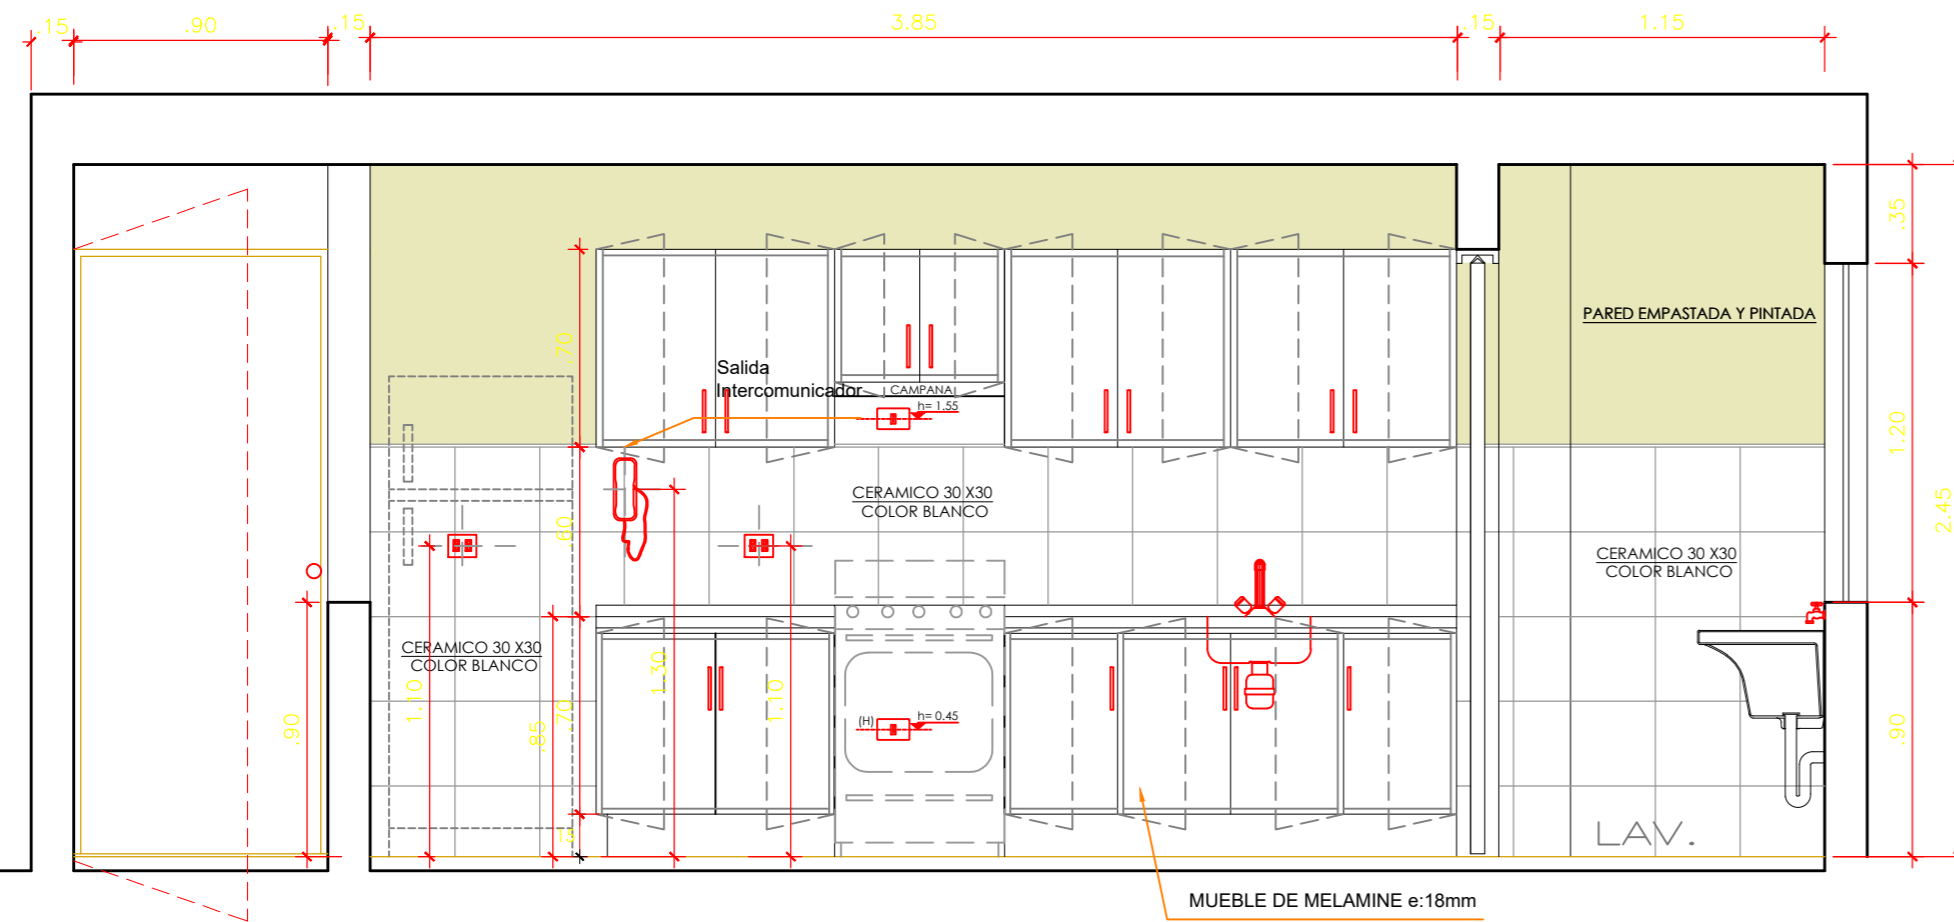 .15
.90
.15
3.85
.15
1.15
.35
PARED EMPASTADA Y PINTADA
.70
Salida
Intercomunicador
CAMPANA
h= 1.55
1.20
CERAMICO 30 X30
COLOR BLANCO
2.45
.60
CERAMICO 30 X30
COLOR BLANCO
CERAMICO 30 X30
COLOR BLANCO
1.30
1.10
1.10
.70
.85
.90
(H)
h= 0.45
.90
.15
LAV.
MUEBLE DE MELAMINE e:18mm